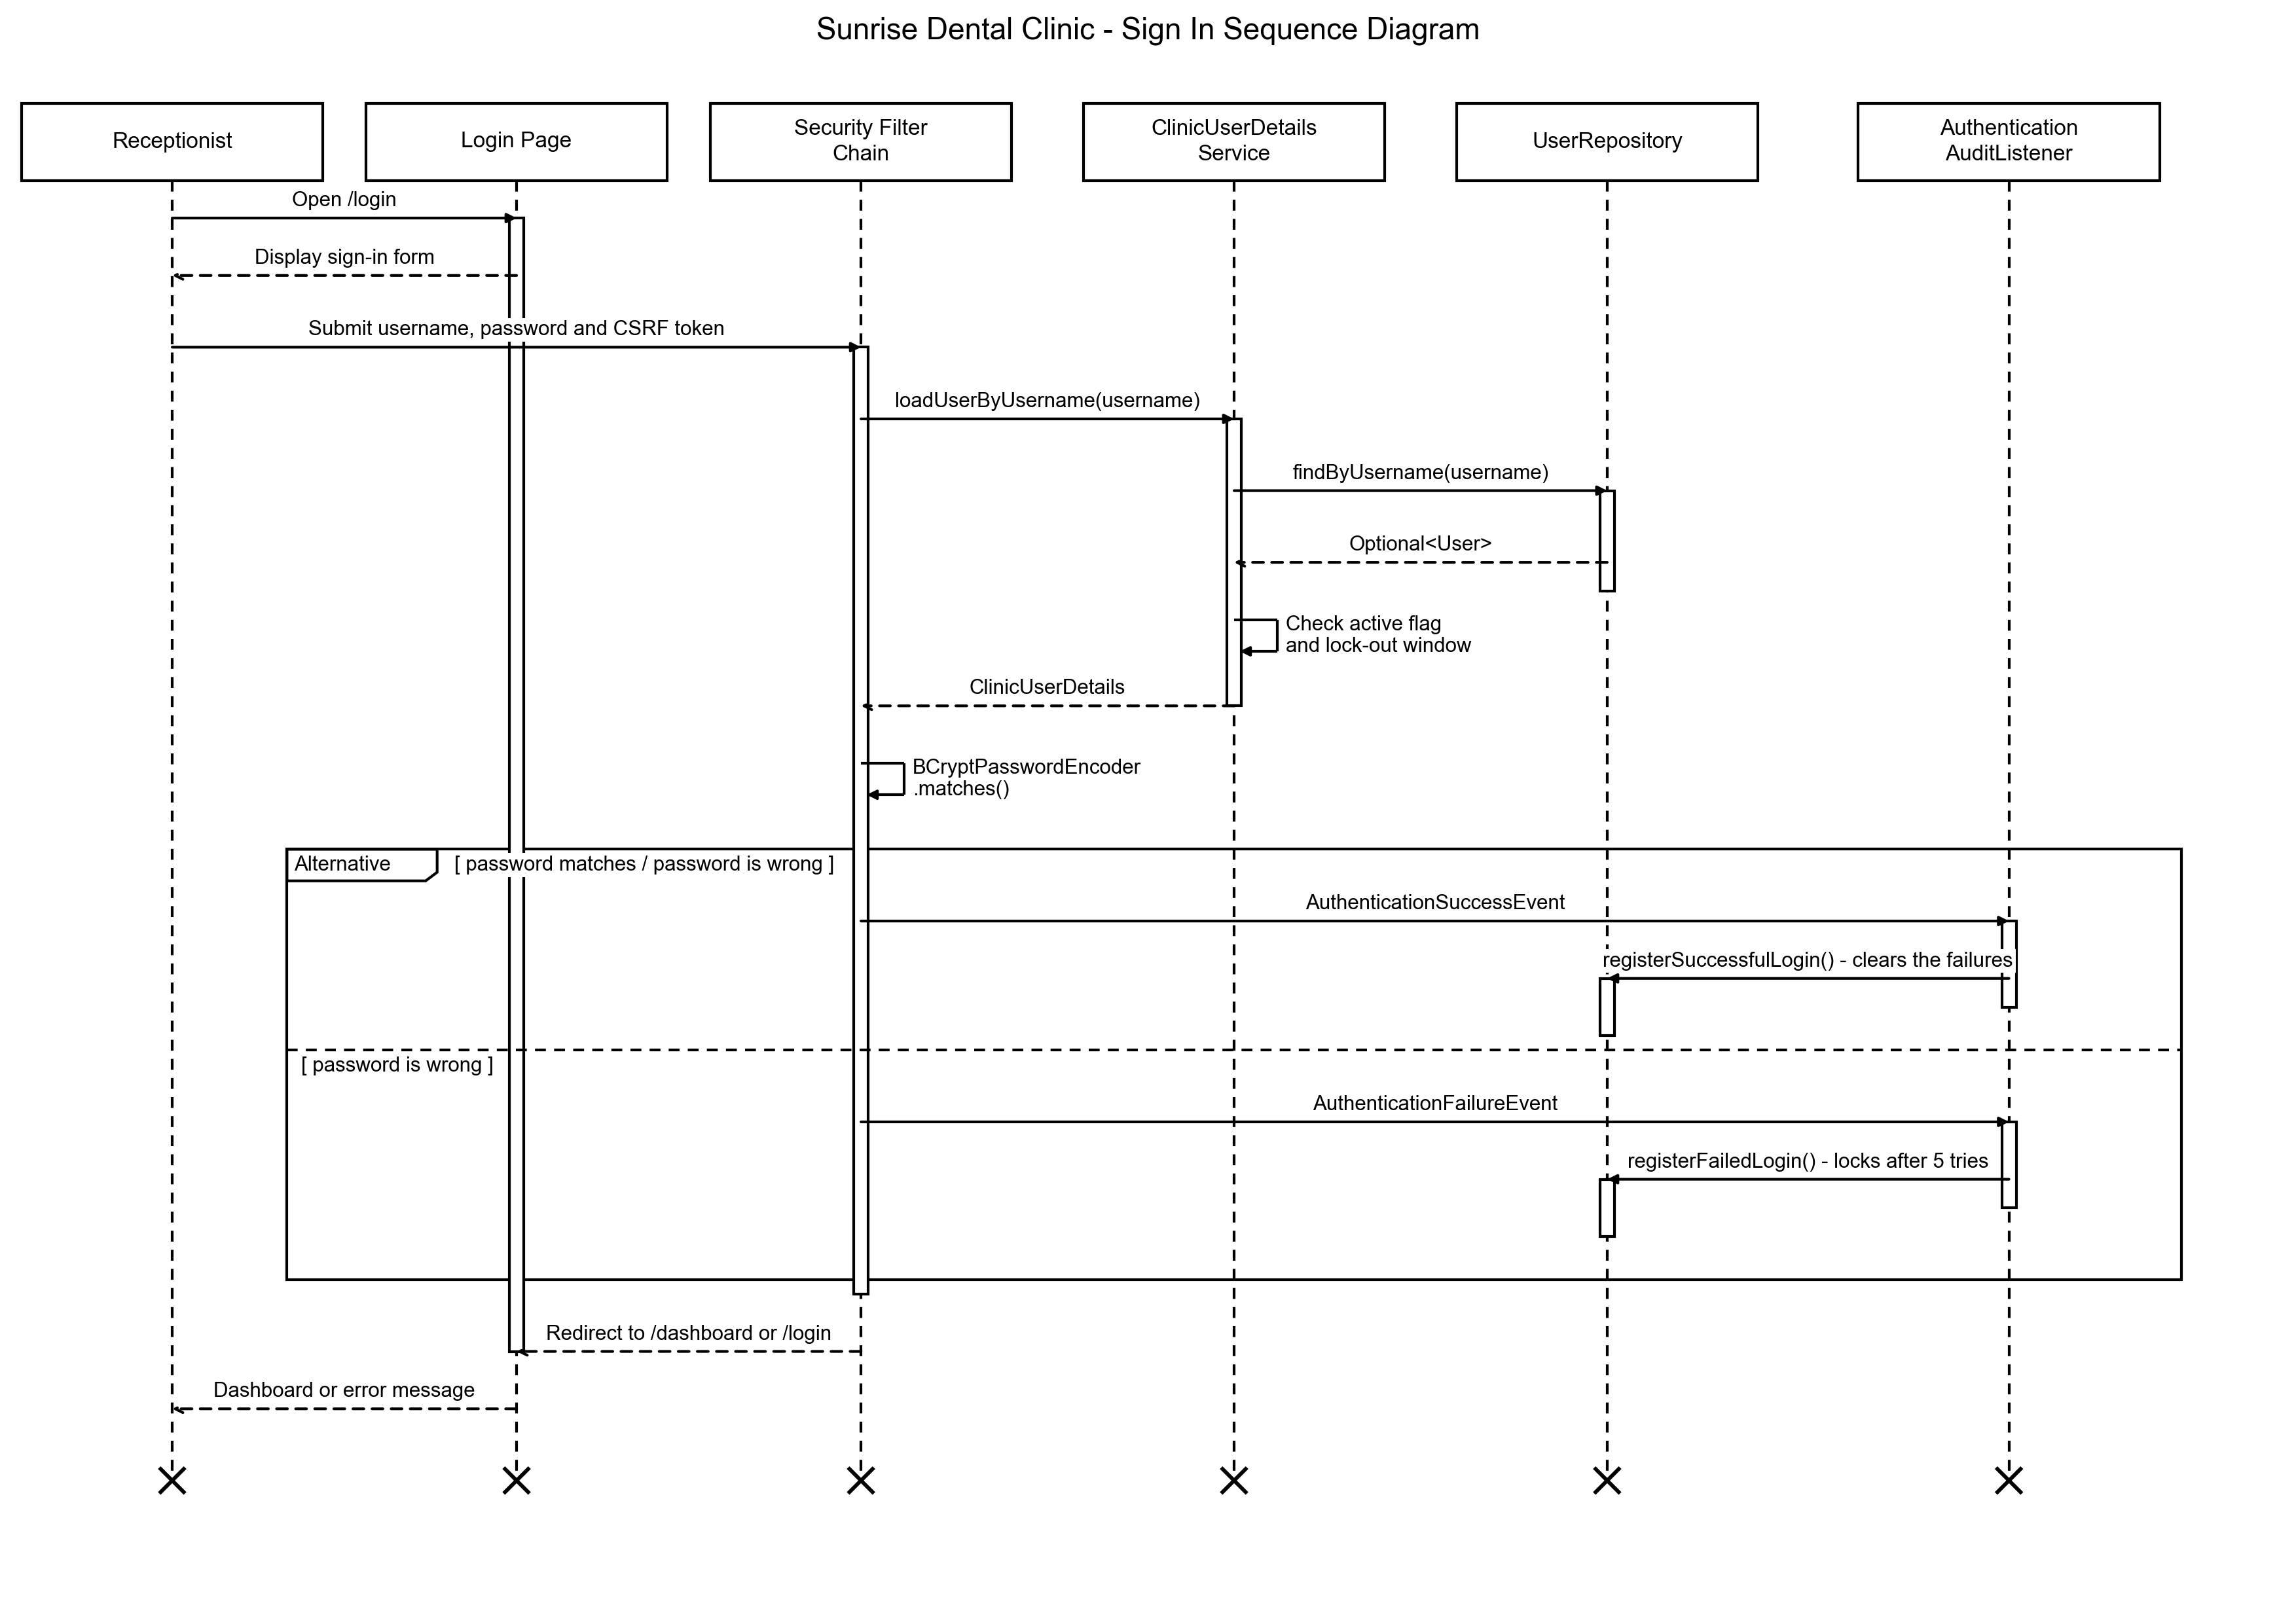 Sunrise Dental Clinic - Sign In Sequence Diagram
Receptionist
Login Page
Security Filter
Chain
ClinicUserDetails
Service
UserRepository
Authentication
AuditListener
Open /login
Display sign-in form
Submit username, password and CSRF token
loadUserByUsername(username)
findByUsername(username)
Optional<User>
Check active flag
and lock-out window
ClinicUserDetails
BCryptPasswordEncoder
.matches()
Alternative
[ password matches / password is wrong ]
AuthenticationSuccessEvent
registerSuccessfulLogin() - clears the failures
[ password is wrong ]
AuthenticationFailureEvent
registerFailedLogin() - locks after 5 tries
Redirect to /dashboard or /login
Dashboard or error message